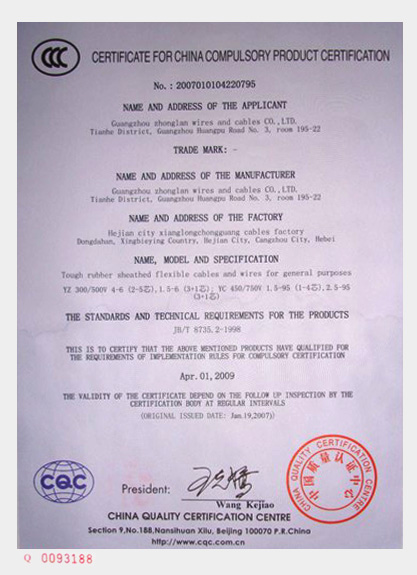 CCC
CERTIFICATE FOR CHINA COMPULSORY PRODUCT CERTIFICATION
No. : 2007010104220795
NAME AND ADDRESS OF THE APPLICANT
Guangzhou zhonglan wires and cables CO.,LTD.
Tianhe District, Guangzhou Huangpu Road No. 3, room 195-22
TRADE MARK: -
NAME AND ADDRESS OF THE MANUFACTURER
Guangzhou zhonglan wires and cables CO.,LTD.
Tianhe District, Guangzhou Huangpu Road No. 3, room 195-22
NAME AND ADDRESS OF THE FACTORY
Hejian city xianglongchongguang cables factory
Dongdahan, Xingbieying Country, Hejian City, Cangzhou City, Hebei
NAME, MODEL AND SPECIFICATION
Tough rubber sheathed flexible cables and wires for general purposes
YZ 300/500V 4-6 (2-5芯),1.5-6 (3+1芯); YC 450/750V 1.5-95 (1-4芯),2.5-95
(3+1芯)
THE STANDARDS AND TECHNICAL REQUIREMENTS FOR THE PRODUCTS
JB/T 8735.2-1998
THIS IS TO CERTIFY THAT THE ABOVE MENTIONED PRODUCTS HAVE QUALIFIED FOR
THE REQUIREMENTS OF IMPLEMENTATION RULES FOR COMPULSORY CERTIFICATION
Apr. 01, 2009
THE VALIDITY OF THE CERTIFICATE DEPEND ON THE FOLLOW UP INSPECTION BY THE
CERTIFICATION BODY AT REGULAR INTERVALS
(ORIGINAL ISSUED DATE: Jan.19,2007))
CHINA QUALITY CERTIFICATION CENTRE
中国质量认证中心
CQC
President:
Wang Kejiao
CHINA QUALITY CERTIFICATION CENTRE
Section 9,No.188,Nansihuan Xilu, Beijing 100070 P.R.China
http://www.cqc.com.cn
Q 0093188